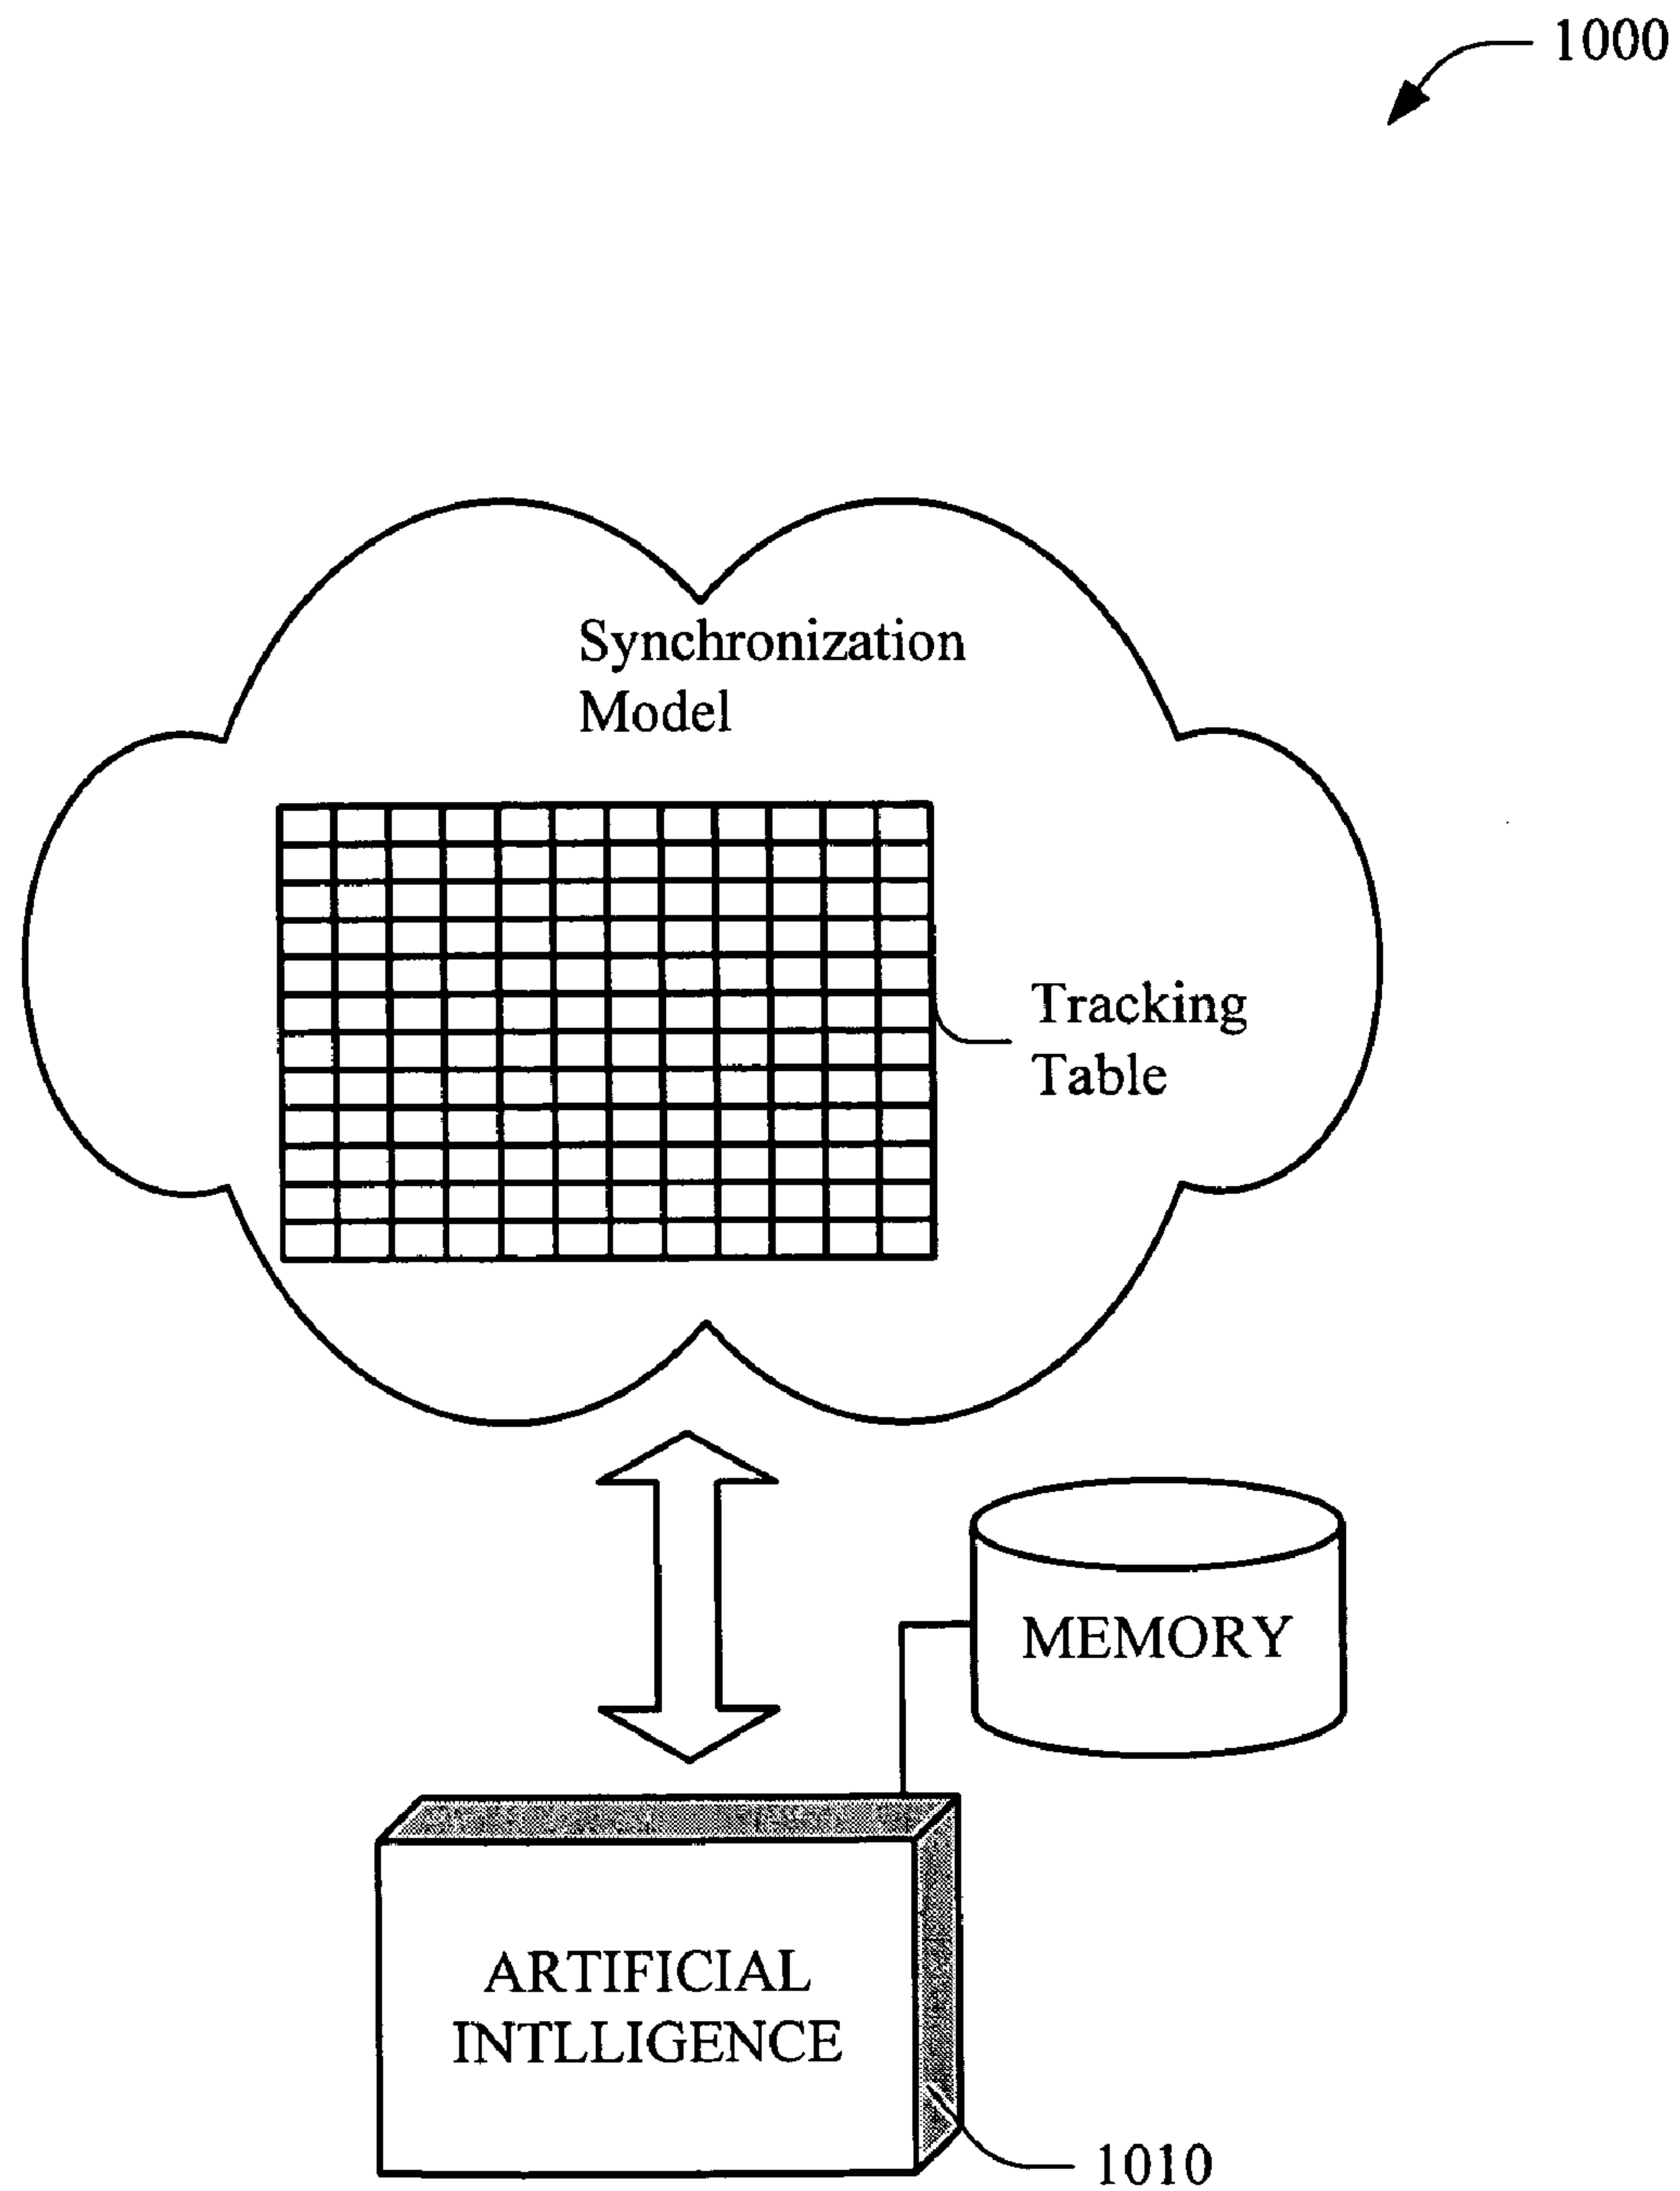 1000
Synchronization
Model
Tracking
Table
MEMORY
ARTIFICIAL
INTLLIGENCE
1010